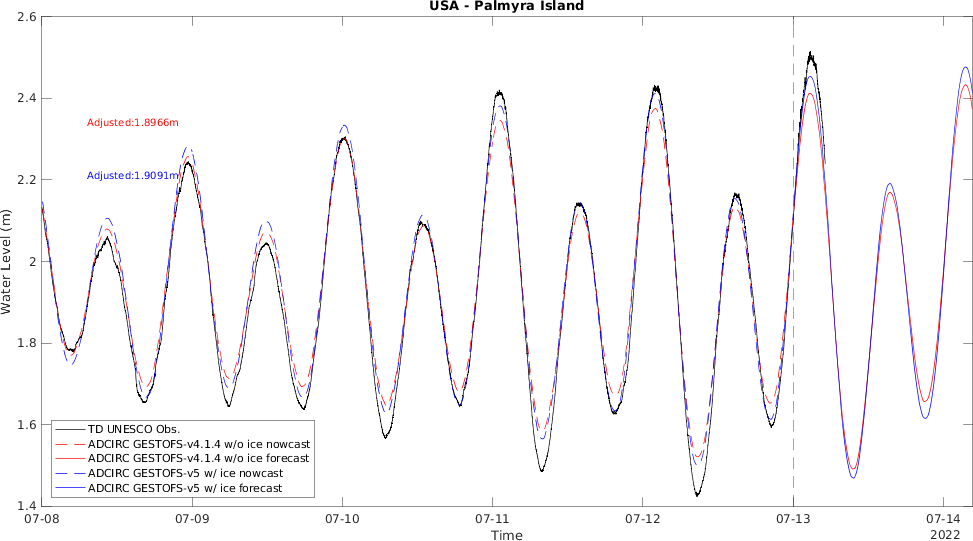 USA - Palmyra Island
2.6
2.4
2.2
2
1.8
1.6
1.4
Water Level (m)
Adjusted:1.8966m
Adjusted:1.9091m
TD UNESCO Obs.
ADCIRC GESTOFS-v4.1.4 w/o ice nowcast
ADCIRC GESTOFS-v4.1.4 w/o ice forecast
ADCIRC GESTOFS-v5 w/ ice nowcast
ADCIRC GESTOFS-v5 w/ ice forecast
07-08 07-09 07-10 07-11 07-12 07-13 07-14
2022
Time